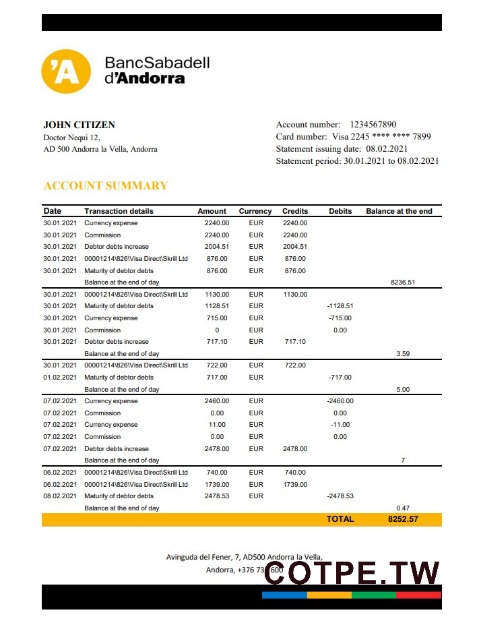 'A BancSabadell
d'Andorra
JOHN CITIZEN
Doctor Nequi 12,
AD 500 Andorra la Vella, Andorra
Account number: 1234567890
Card number: Visa 2245 **** **** 7899
Statement issuing date: 08.02.2021
Statement period: 30.01.2021 to 08.02.2021
ACCOUNT SUMMARY
Date Transaction details Amount Currency Credits Debits Balance at the end
30.01.2021 Currency expense 2240.00 EUR 2240.00
30.01.2021 Commission 2240.00 EUR 2240.00
30.01.2021 Debtor debts increase 2004.51 EUR 2004.51
30.01.2021 00001214\826\Visa Direct\Skrill Ltd 876.00 EUR 876.00
30.01.2021 Maturity of debtor debts 876.00 EUR 876.00
Balance at the end of day 8236.51
30.01.2021 00001214\826\Visa Direct\Skrill Ltd 1130.00 EUR 1130.00
30.01.2021 Maturity of debtor debts 1128.51 EUR -1128.51
30.01.2021 Currency expense 715.00 EUR -715.00
30.01.2021 Commission 0 EUR 0.00
30.01.2021 Debtor debts increase 717.10 EUR 717.10
Balance at the end of day 3.59
30.01.2021 00001214\826\Visa Direct\Skrill Ltd 722.00 EUR 722.00
01.02.2021 Maturity of debtor debts 717.00 EUR -717.00
Balance at the end of day 5.00
07.02.2021 Currency expense 2460.00 EUR -2460.00
07.02.2021 Commission 0.00 EUR 0.00
07.02.2021 Currency expense 11.00 EUR -11.00
07.02.2021 Commission 0.00 EUR 0.00
07.02.2021 Debtor debts increase 2478.00 EUR 2478.00
Balance at the end of day 7
06.02.2021 00001214\826\Visa Direct\Skrill Ltd 740.00 EUR 740.00
06.02.2021 00001214\826\Visa Direct\Skrill Ltd 1739.00 EUR 1739.00
08.02.2021 Maturity of debtor debts 2478.53 EUR -2478.53
Balance at the end of day 0.47
TOTAL 8252.57
Avinguda del Fener, 7, AD500 Andorra la Vella,
Andorra, +376
COTPE.TW